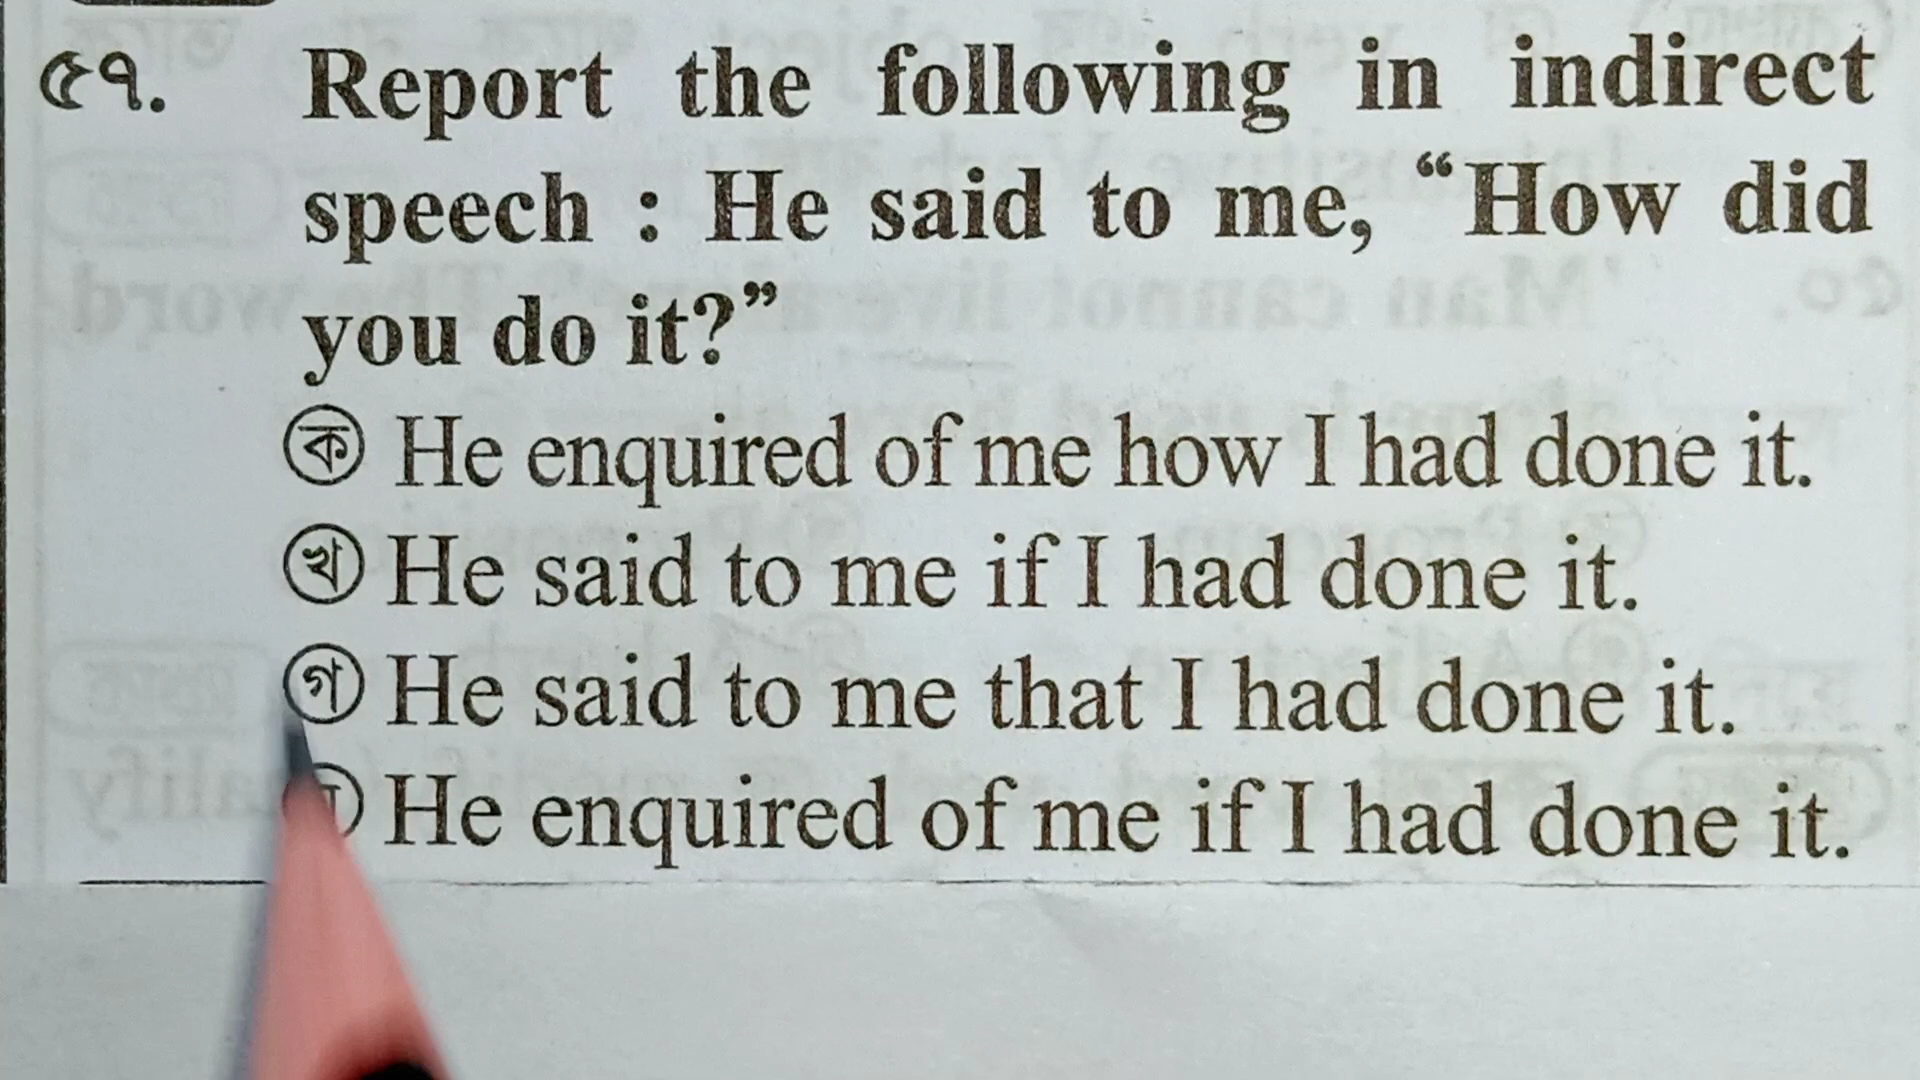 ৫৭. Report the following in indirect
speech : He said to me, “How did
you do it?”
ক He enquired of me how I had done it.
খ He said to me if I had done it.
গ He said to me that I had done it.
He enquired of me if I had done it.